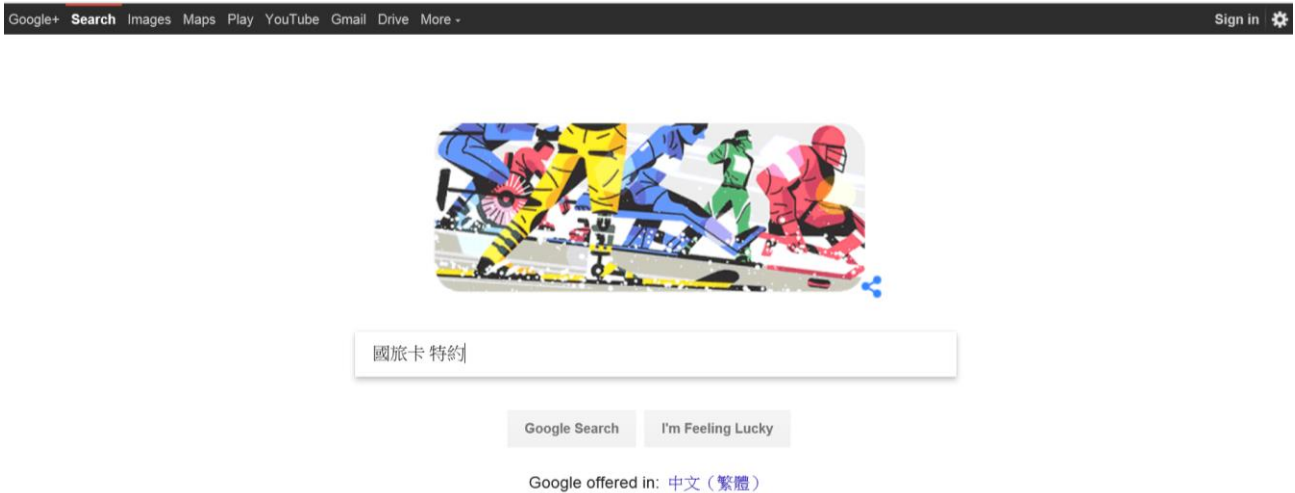 Google+ Search Images Maps Play YouTube Gmail Drive More Sign in
國旅卡 特約
Google Search I'm Feeling Lucky
Google offered in: 中文（繁體）